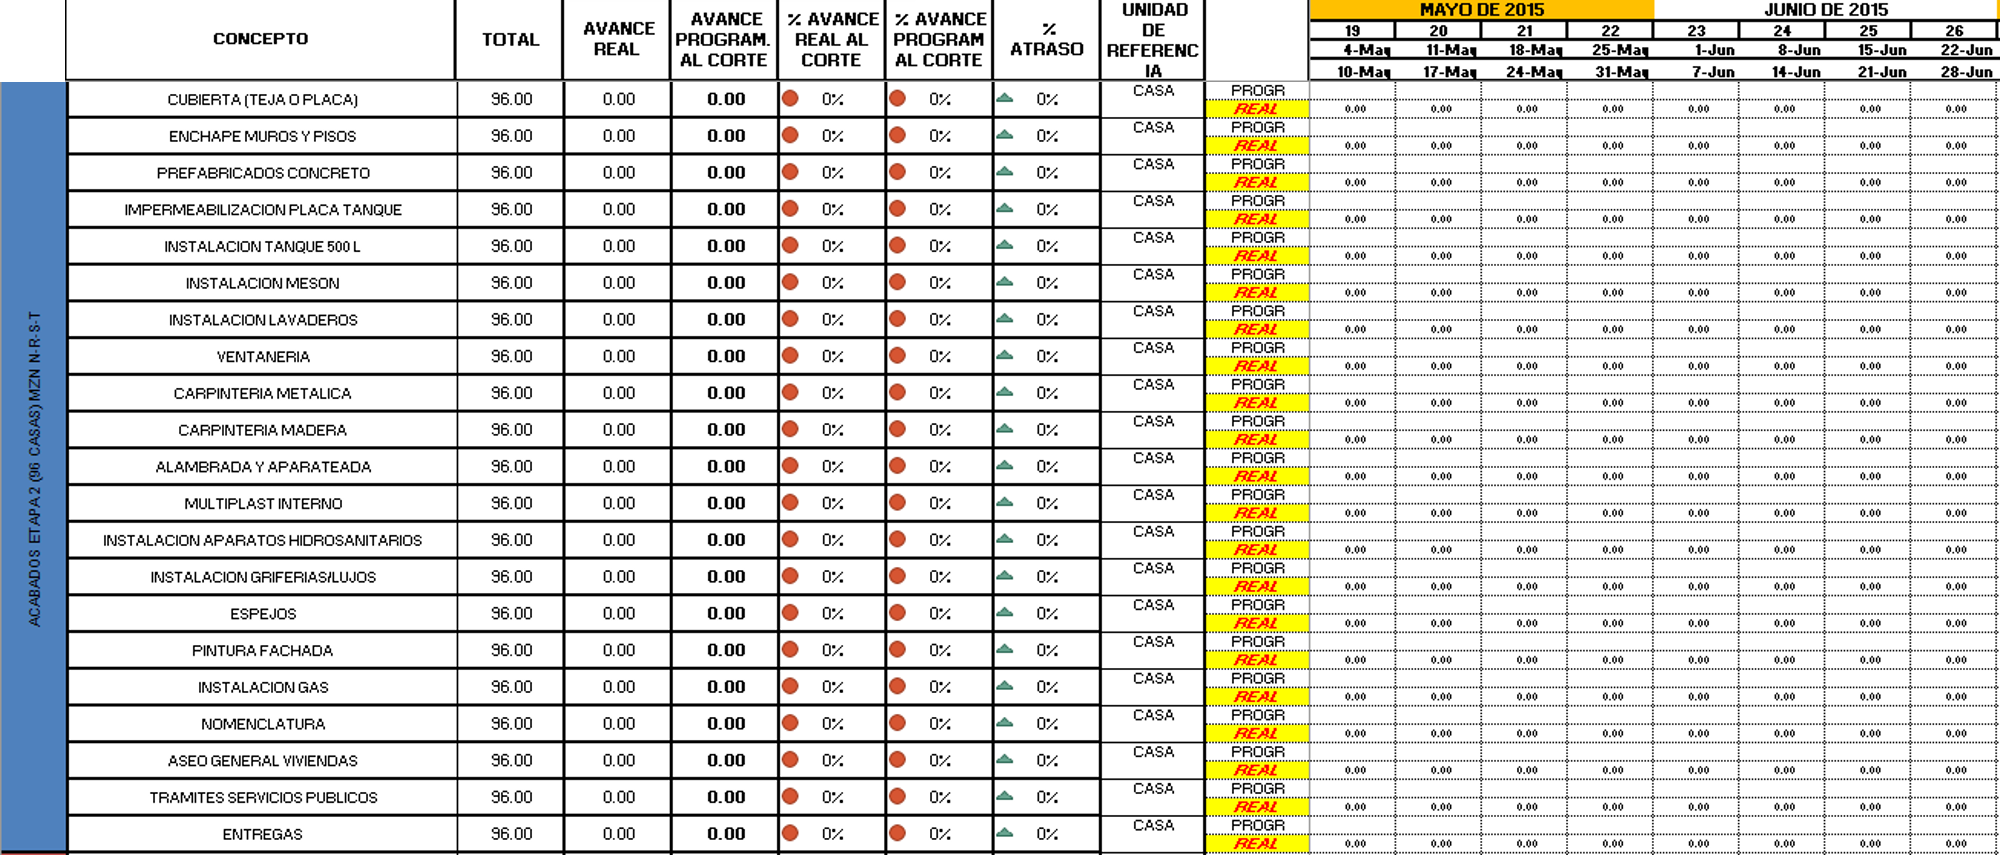 CONCEPTO TOTAL AVANCE REAL AVANCE PROGRAM. AL CORTE % AVANCE REAL AL CORTE % AVANCE PROGRAM AL CORTE % ATRASO UNIDAD DE REFERENCIA MAYO DE 2015 JUNIO DE 2015
19 20 21 22 23 24 25 26
4-May 11-May 18-May 25-May 1-Jun 8-Jun 15-Jun 22-Jun
10-May 17-May 24-May 31-May 7-Jun 14-Jun 21-Jun 28-Jun
ACABADOS ETAPA 2 (96 CASAS) MZN N-R-S-T
CUBIERTA (TEJA O PLACA) 96.00 0.00 0.00 0% 0% 0% CASA PROGR
REAL 0.00 0.00 0.00 0.00 0.00 0.00 0.00 0.00
ENCHAPE MUROS Y PISOS 96.00 0.00 0.00 0% 0% 0% CASA PROGR
REAL 0.00 0.00 0.00 0.00 0.00 0.00 0.00 0.00
PREFABRICADOS CONCRETO 96.00 0.00 0.00 0% 0% 0% CASA PROGR
REAL 0.00 0.00 0.00 0.00 0.00 0.00 0.00 0.00
IMPERMEABILIZACION PLACA TANQUE 96.00 0.00 0.00 0% 0% 0% CASA PROGR
REAL 0.00 0.00 0.00 0.00 0.00 0.00 0.00 0.00
INSTALACION TANQUE 500 L 96.00 0.00 0.00 0% 0% 0% CASA PROGR
REAL 0.00 0.00 0.00 0.00 0.00 0.00 0.00 0.00
INSTALACION MESON 96.00 0.00 0.00 0% 0% 0% CASA PROGR
REAL 0.00 0.00 0.00 0.00 0.00 0.00 0.00 0.00
INSTALACION LAVADEROS 96.00 0.00 0.00 0% 0% 0% CASA PROGR
REAL 0.00 0.00 0.00 0.00 0.00 0.00 0.00 0.00
VENTANERIA 96.00 0.00 0.00 0% 0% 0% CASA PROGR
REAL 0.00 0.00 0.00 0.00 0.00 0.00 0.00 0.00
CARPINTERIA METALICA 96.00 0.00 0.00 0% 0% 0% CASA PROGR
REAL 0.00 0.00 0.00 0.00 0.00 0.00 0.00 0.00
CARPINTERIA MADERA 96.00 0.00 0.00 0% 0% 0% CASA PROGR
REAL 0.00 0.00 0.00 0.00 0.00 0.00 0.00 0.00
ALAMBRADA Y APARATEADA 96.00 0.00 0.00 0% 0% 0% CASA PROGR
REAL 0.00 0.00 0.00 0.00 0.00 0.00 0.00 0.00
MULTIPLAST INTERNO 96.00 0.00 0.00 0% 0% 0% CASA PROGR
REAL 0.00 0.00 0.00 0.00 0.00 0.00 0.00 0.00
INSTALACION APARATOS HIDROSANITARIOS 96.00 0.00 0.00 0% 0% 0% CASA PROGR
REAL 0.00 0.00 0.00 0.00 0.00 0.00 0.00 0.00
INSTALACION GRIFERIAS/LUJOS 96.00 0.00 0.00 0% 0% 0% CASA PROGR
REAL 0.00 0.00 0.00 0.00 0.00 0.00 0.00 0.00
ESPEJOS 96.00 0.00 0.00 0% 0% 0% CASA PROGR
REAL 0.00 0.00 0.00 0.00 0.00 0.00 0.00 0.00
PINTURA FACHADA 96.00 0.00 0.00 0% 0% 0% CASA PROGR
REAL 0.00 0.00 0.00 0.00 0.00 0.00 0.00 0.00
INSTALACION GAS 96.00 0.00 0.00 0% 0% 0% CASA PROGR
REAL 0.00 0.00 0.00 0.00 0.00 0.00 0.00 0.00
NOMENCLATURA 96.00 0.00 0.00 0% 0% 0% CASA PROGR
REAL 0.00 0.00 0.00 0.00 0.00 0.00 0.00 0.00
ASEO GENERAL VIVIENDAS 96.00 0.00 0.00 0% 0% 0% CASA PROGR
REAL 0.00 0.00 0.00 0.00 0.00 0.00 0.00 0.00
TRAMITES SERVICIOS PUBLICOS 96.00 0.00 0.00 0% 0% 0% CASA PROGR
REAL 0.00 0.00 0.00 0.00 0.00 0.00 0.00 0.00
ENTREGAS 96.00 0.00 0.00 0% 0% 0% CASA PROGR
REAL 0.00 0.00 0.00 0.00 0.00 0.00 0.00 0.00